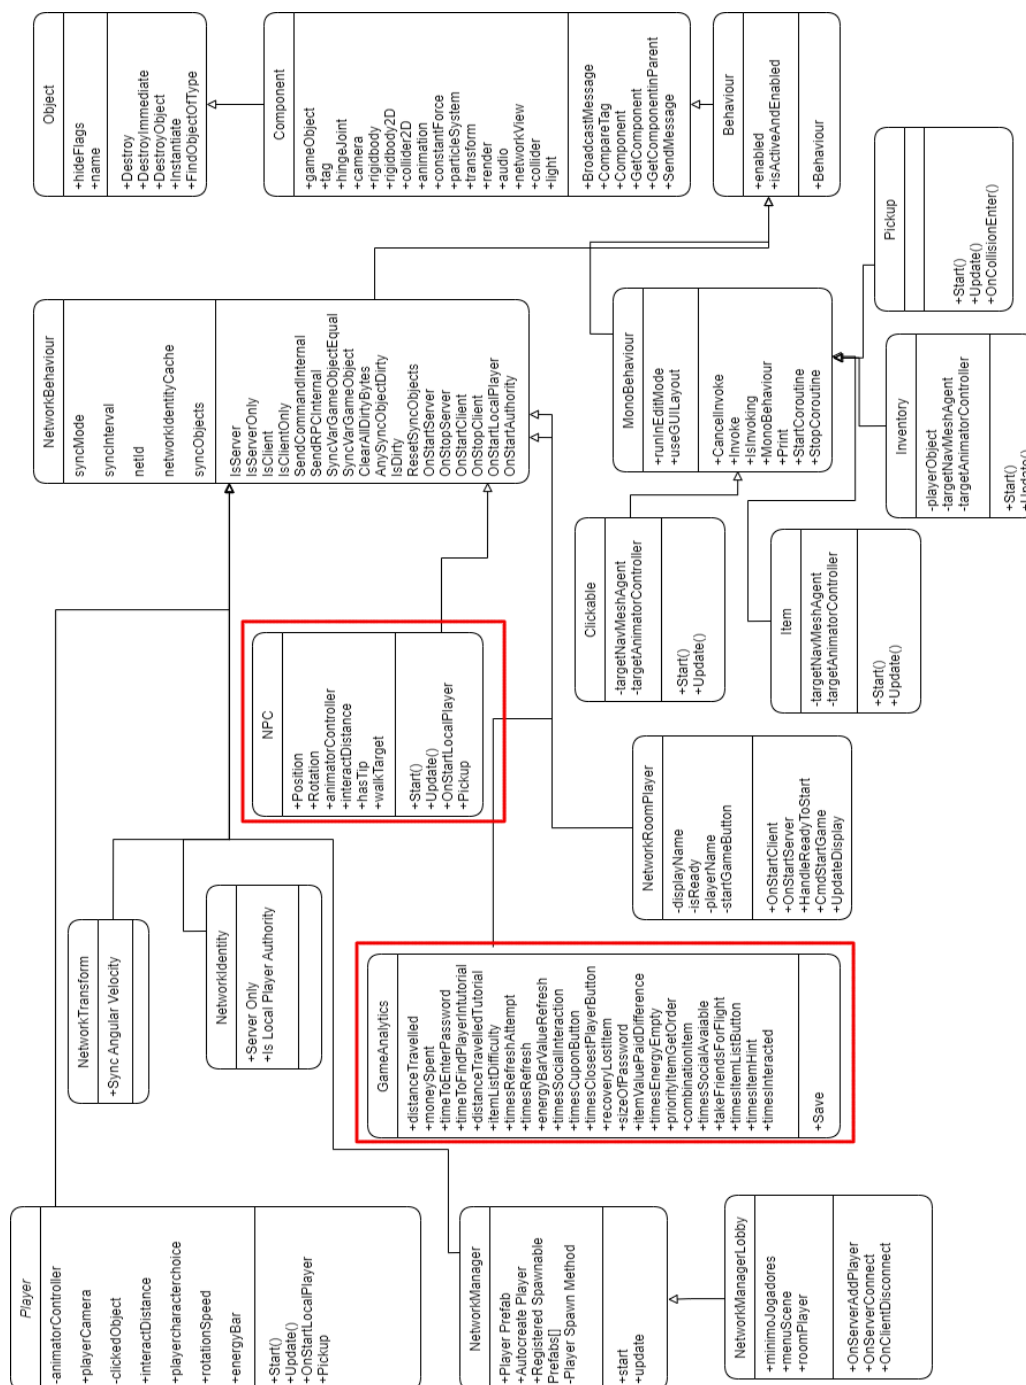 Object
+hideFlags
+name
+Destroy
+DestroyImmediate
+DestroyObject
+Instantiate
+FindObjectOfType
Component
+gameObject
+tag
+hingeJoint
+camera
+rigidbody
+rigidbody2D
+collider2D
+animation
+constantForce
+particleSystem
+transform
+render
+audio
+networkView
+collider
+light
+BroadcastMessage
+CompareTag
+Component
+GetComponent
+GetComponentinParent
+SendMessage
Behaviour
+enabled
+isActiveAndEnabled
+Behaviour
NetworkBehaviour
syncMode
syncInterval
netId
networkIdentityCache
syncObjects
IsServer
IsServerOnly
IsClient
IsClientOnly
SendCommandInternal
SendRPCInternal
SyncVarGameObjectEqual
SyncVarGameObject
ClearAllDirtyBytes
AnySyncObjectDirty
IsDirty
ResetSyncObjects
OnStartServer
OnStopServer
OnStartClient
OnStopClient
OnStartLocalPlayer
OnStartAuthority
MonoBehaviour
+runInEditMode
+useGUILayout
+CancelInvoke
+Invoke
+IsInvoking
+MonoBehaviour
+Print
+StartCoroutine
+StopCoroutine
Pickup
+Start()
+Update()
+OnCollisionEnter()
Inventory
-playerObject
-targetNavMeshAgent
-targetAnimatorController
+Start()
+Update()
NPC
+Position
+Rotation
+animatorController
+interactDistance
+hasTip
+walkTarget
+Start()
+Update()
+OnStartLocalPlayer
+Pickup
Clickable
-targetNavMeshAgent
-targetAnimatorController
+Start()
+Update()
Item
-targetNavMeshAgent
-targetAnimatorController
+Start()
+Update()
NetworkTransform
+Sync Angular Velocity
NetworkIdentity
+Server Only
+Is Local Player Authority
GameAnalytics
+distanceTravelled
+moneySpent
+timeToEnterPassword
+timeToFindPlayerIntutorial
+distanceTravelledTutorial
+itemListDifficulty
+timesRefreshAttempt
+timesRefresh
+energyBarValueRefresh
+timesSocialInteraction
+timesCuponButton
+timesClosestPlayerButton
+recoveryLostItem
+sizeOfPassword
+itemValuePaidDifference
+timesEnergyEmpty
+priorityItemGetOrder
+combinationItem
+timesSocialAvaiable
+takeFriendsForFlight
+timesItemListButton
+timesItemHint
+timesInteracted
+Save
NetworkRoomPlayer
-displayName
-isReady
-playerName
-startGameButton
+OnStartClient
+OnStartServer
+HandleReadyToStart
+CmdStartGame
+UpdateDisplay
Player
-animatorController
+playerCamera
-clickedObject
+interactDistance
+playercharacterchoice
+rotationSpeed
+energyBar
+Start()
+Update()
+OnStartLocalPlayer
+Pickup
NetworkManager
+Player Prefab
+Autocreate Player
+Registered Spawnable
Prefabs[]
-Player Spawn Method
+start
+update
NetworkManagerLobby
+minimoJogadores
+menuScene
+roomPlayer
+OnServerAddPlayer
+OnServerConnect
+OnClientDisconnect